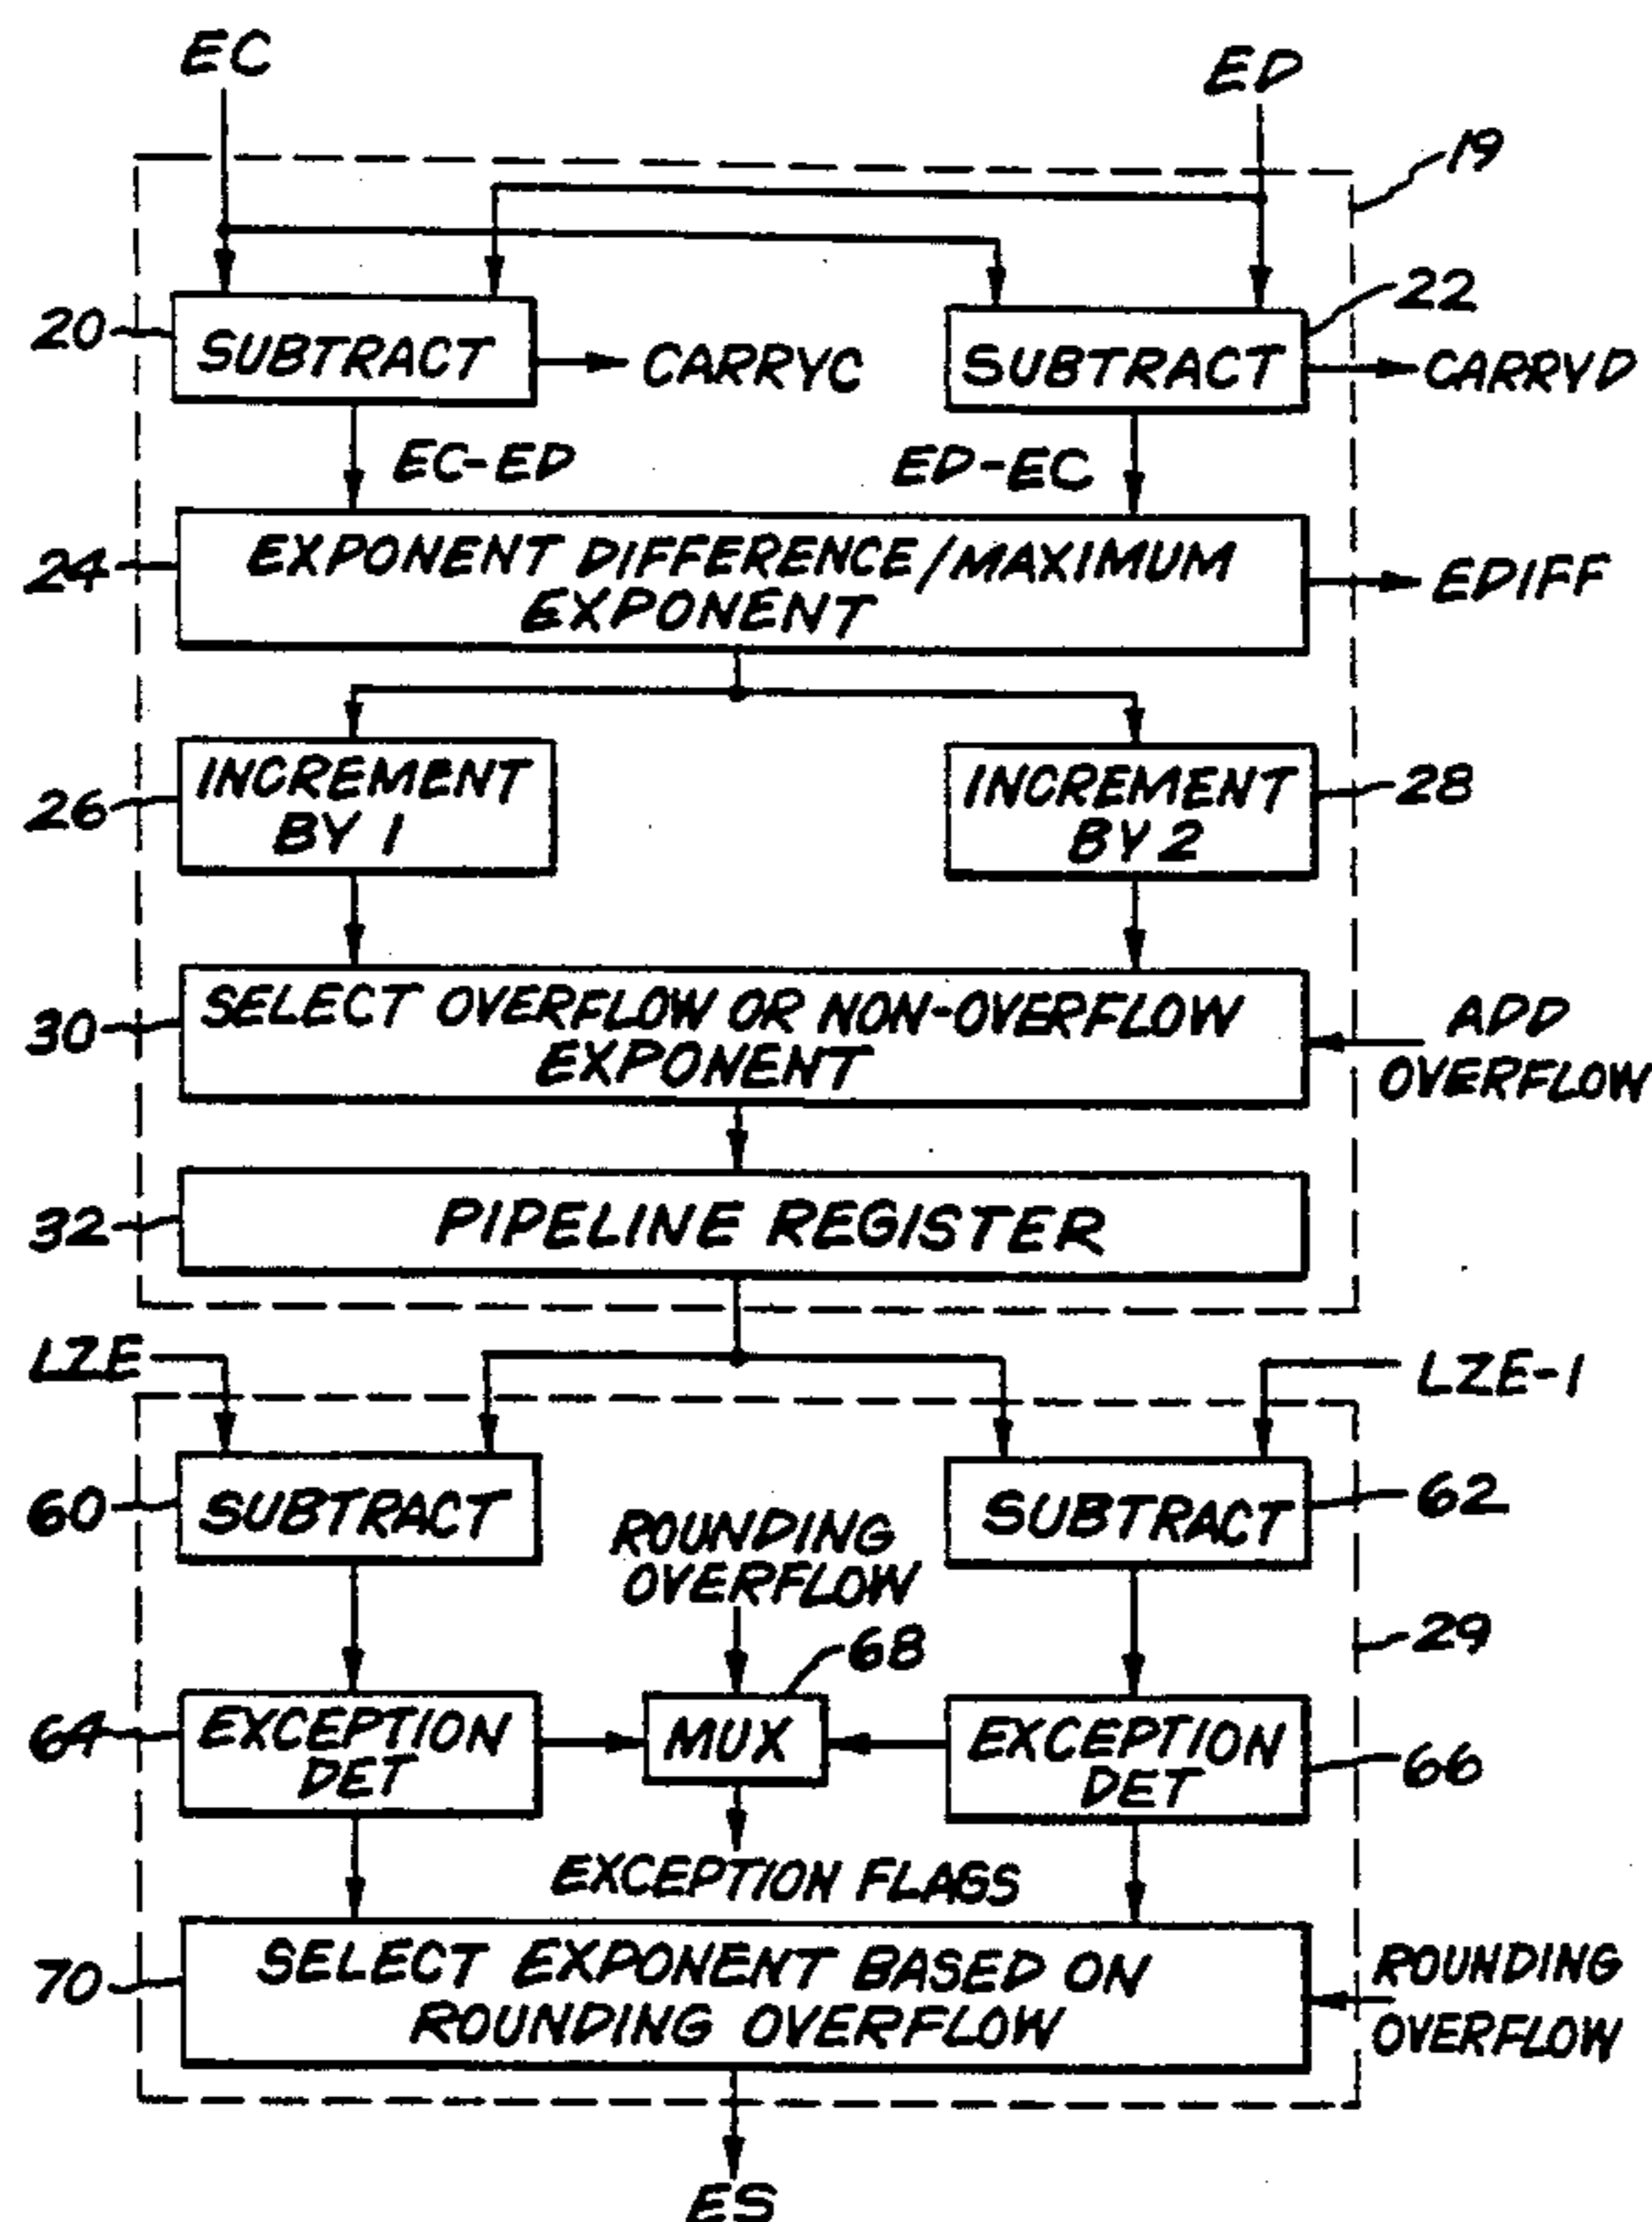 EC
ED
19
20
SUBTRACT
CARRYC
SUBTRACT
22
CARRYD
EC-ED
ED-EC
24
EXPONENT DIFFERENCE/MAXIMUM
EXPONENT
EDIFF
26
INCREMENT
BY 1
INCREMENT
BY 2
28
30
SELECT OVERFLOW OR NON-OVERFLOW
EXPONENT
ADD
OVERFLOW
32
PIPELINE REGISTER
LZE
LZE-1
60
SUBTRACT
ROUNDING
OVERFLOW
SUBTRACT
62
29
68
64
EXCEPTION
DET
MUX
EXCEPTION
DET
66
EXCEPTION FLAGS
70
SELECT EXPONENT BASED ON
ROUNDING OVERFLOW
ROUNDING
OVERFLOW
ES